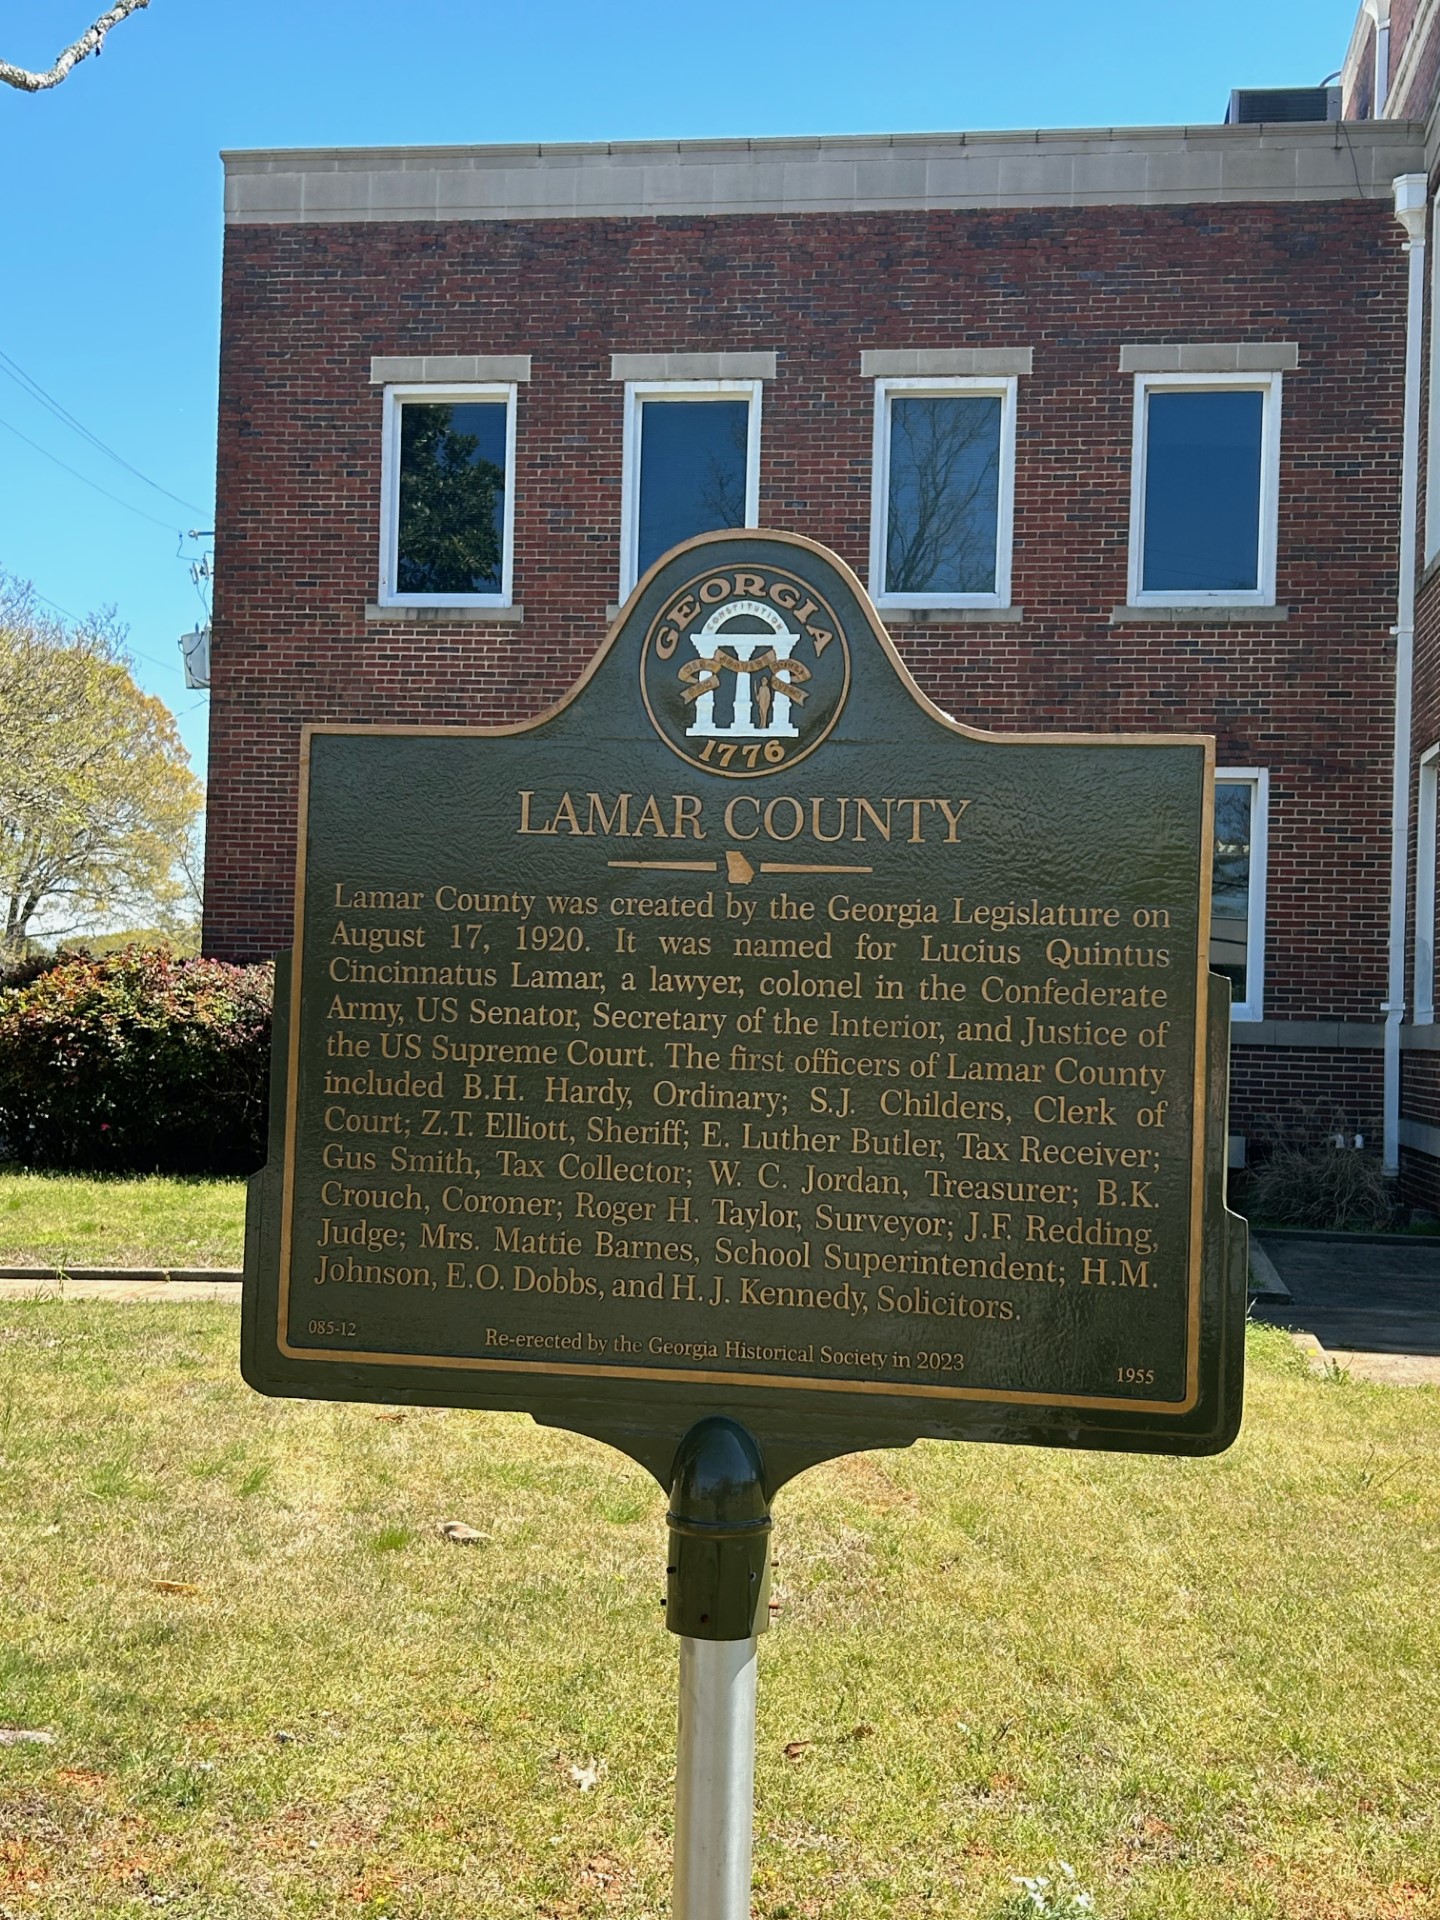 GEORGIA
CONSTITUTION
1776
LAMAR COUNTY
Lamar County was created by the Georgia Legislature on
August 17, 1920. It was named for Lucius Quintus
Cincinnatus Lamar, a lawyer, colonel in the Confederate
Army, US Senator, Secretary of the Interior, and Justice of
the US Supreme Court. The first officers of Lamar County
included B.H. Hardy, Ordinary; S.J. Childers, Clerk of
Court; Z.T. Elliott, Sheriff; E. Luther Butler, Tax Receiver;
Gus Smith, Tax Collector; W. C. Jordan, Treasurer; B.K.
Crouch, Coroner; Roger H. Taylor, Surveyor; J.F. Redding,
Judge; Mrs. Mattie Barnes, School Superintendent; H.M.
Johnson, E.O. Dobbs, and H. J. Kennedy, Solicitors.
085-12
Re-erected by the Georgia Historical Society in 2023
1955